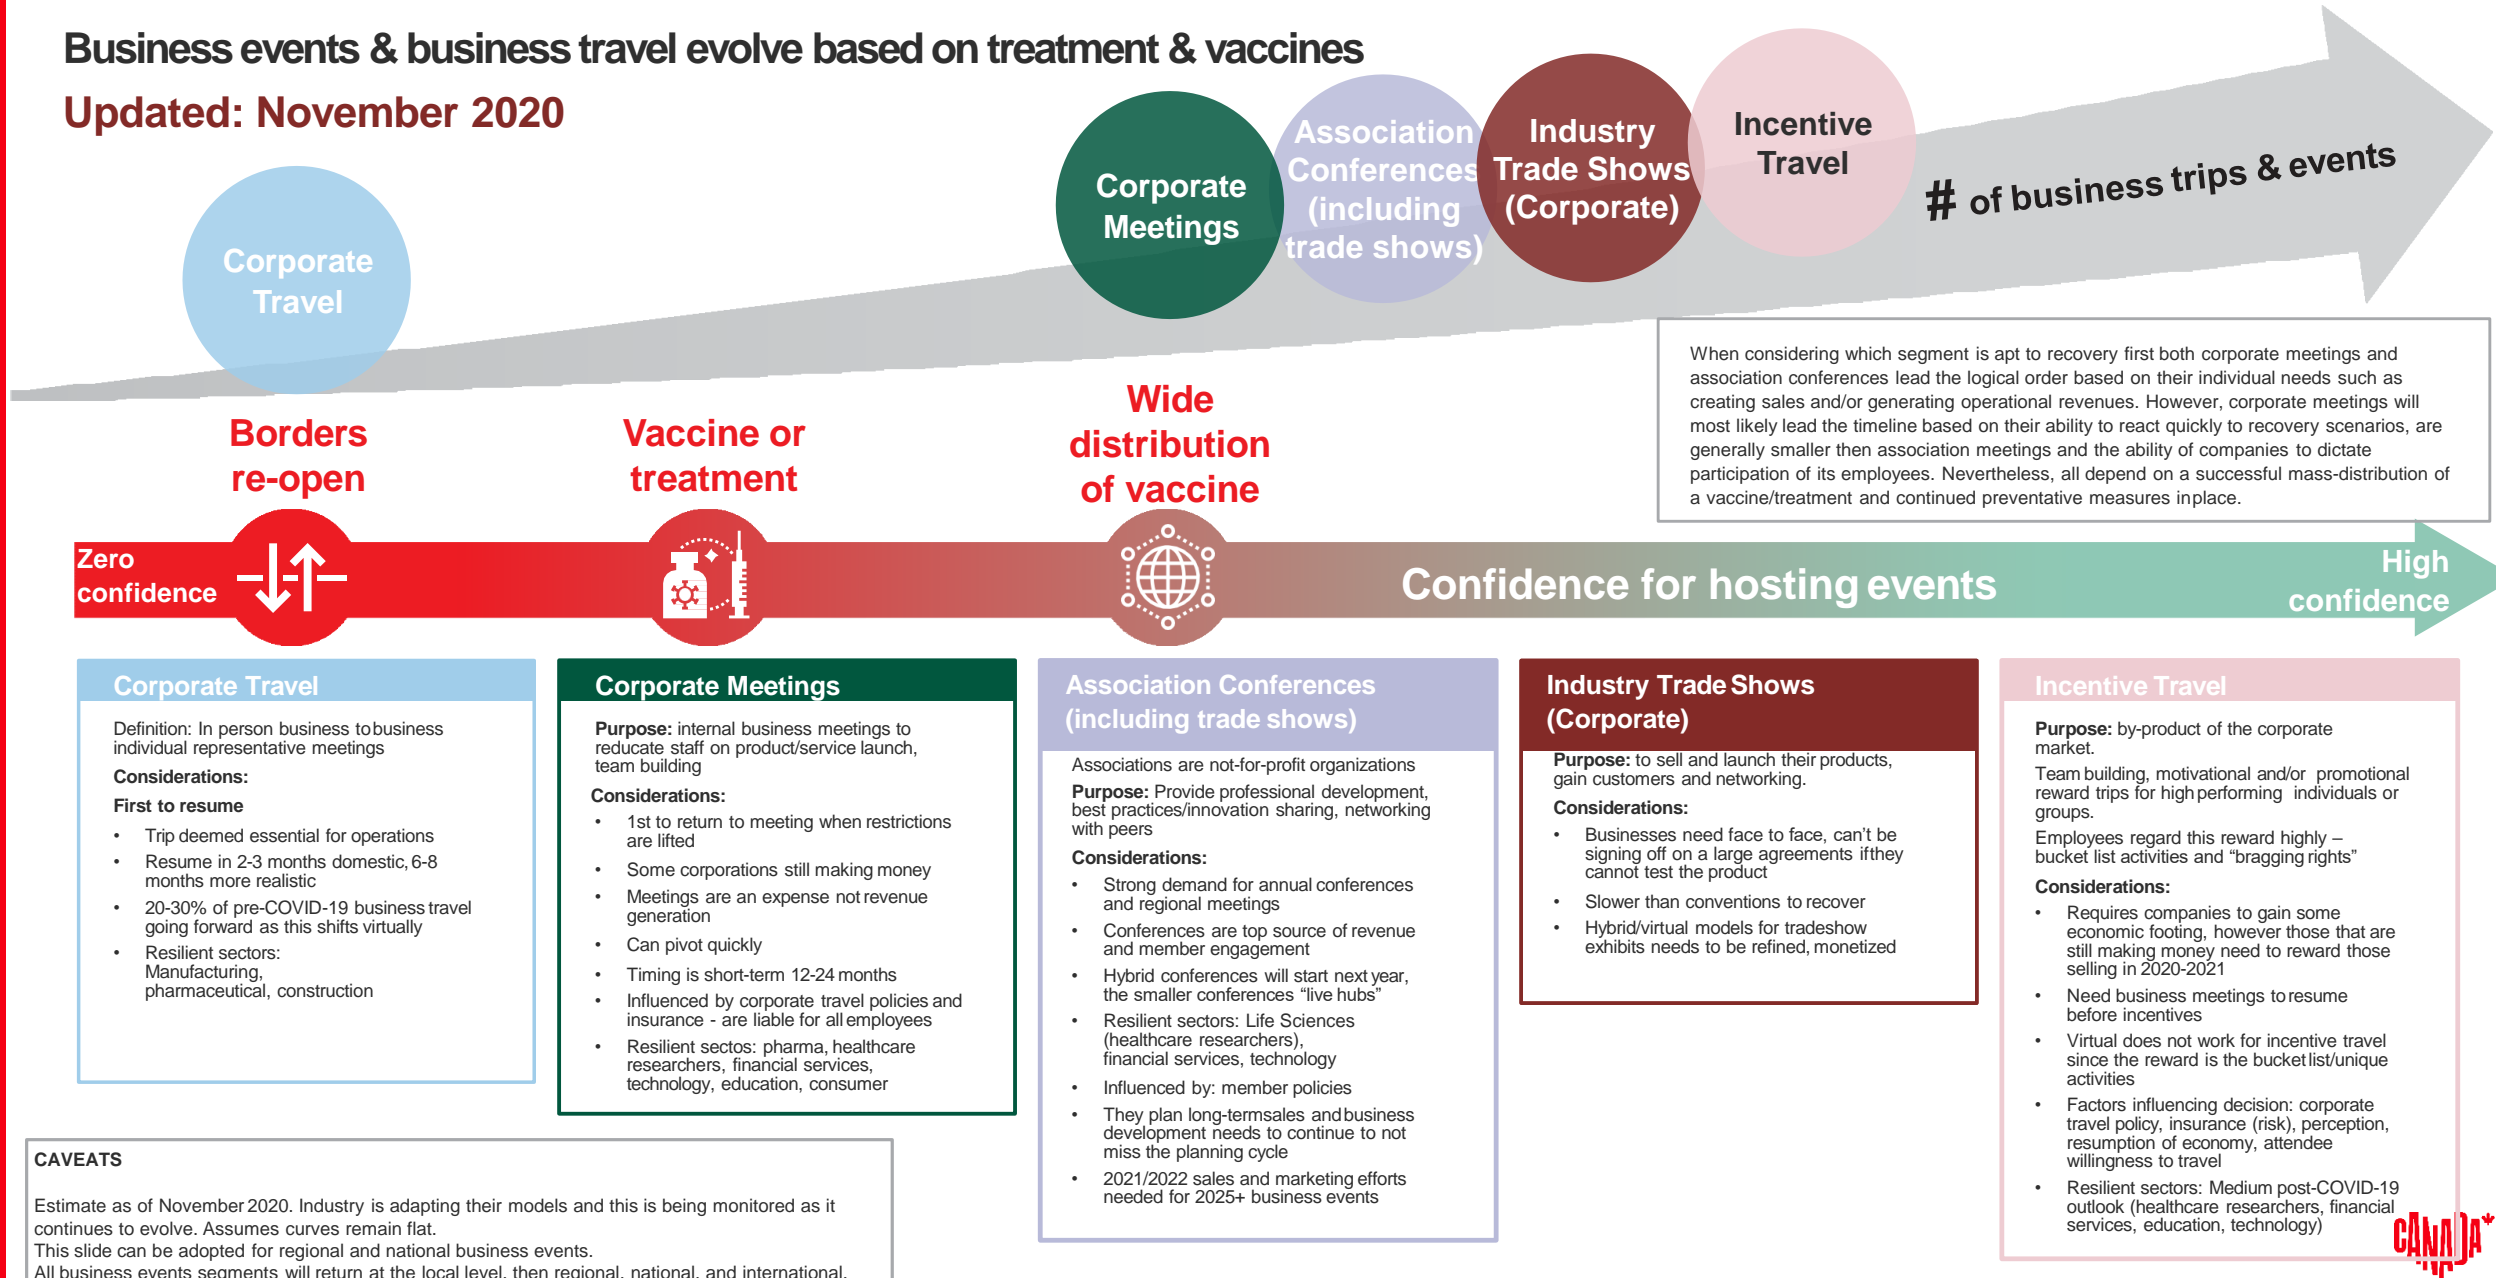 Business events & business travel evolve based on treatment & vaccines
Updated: November 2020
Corporate
Travel
Corporate
Meetings
Association
Conferences
(including
trade shows)
Industry
Trade Shows
(Corporate)
Incentive
Travel
# of business trips & events
When considering which segment is apt to recovery first both corporate meetings and
association conferences lead the logical order based on their individual needs such as
creating sales and/or generating operational revenues. However, corporate meetings will
most likely lead the timeline based on their ability to react quickly to recovery scenarios, are
generally smaller then association meetings and the ability of companies to dictate
participation of its employees. Nevertheless, all depend on a successful mass-distribution of
a vaccine/treatment and continued preventative measures inplace.
Borders
re-open
Vaccine or
treatment
Wide
distribution
of vaccine
Zero
confidence
Confidence for hosting events
High
confidence
Corporate Travel
Definition: In person business to business
individual representative meetings
Considerations:
First to resume
• Trip deemed essential for operations
• Resume in 2-3 months domestic, 6-8
months more realistic
• 20-30% of pre-COVID-19 business travel
going forward as this shifts virtually
• Resilient sectors:
Manufacturing,
pharmaceutical, construction
Corporate Meetings
Purpose: internal business meetings to
reducate staff on product/service launch,
team building
Considerations:
• 1st to return to meeting when restrictions
are lifted
• Some corporations still making money
• Meetings are an expense not revenue
generation
• Can pivot quickly
• Timing is short-term 12-24 months
• Influenced by corporate travel policies and
insurance - are liable for all employees
• Resilient sectos: pharma, healthcare
researchers, financial services,
technology, education, consumer
Association Conferences
(including trade shows)
Associations are not-for-profit organizations
Purpose: Provide professional development,
best practices/innovation sharing, networking
with peers
Considerations:
• Strong demand for annual conferences
and regional meetings
• Conferences are top source of revenue
and member engagement
• Hybrid conferences will start next year,
the smaller conferences “live hubs”
• Resilient sectors: Life Sciences
(healthcare researchers),
financial services, technology
• Influenced by: member policies
• They plan long-termsales and business
development needs to continue to not
miss the planning cycle
• 2021/2022 sales and marketing efforts
needed for 2025+ business events
Industry Trade Shows
(Corporate)
Purpose: to sell and launch their products,
gain customers and networking.
Considerations:
• Businesses need face to face, can’t be
signing off on a large agreements ifthey
cannot test the product
• Slower than conventions to recover
• Hybrid/virtual models for tradeshow
exhibits needs to be refined, monetized
Incentive Travel
Purpose: by-product of the corporate
market.
Team building, motivational and/or promotional
reward trips for high performing individuals or
groups.
Employees regard this reward highly –
bucket list activities and “bragging rights”
Considerations:
• Requires companies to gain some
economic footing, however those that are
still making money need to reward those
selling in 2020-2021
• Need business meetings to resume
before incentives
• Virtual does not work for incentive travel
since the reward is the bucket list/unique
activities
• Factors influencing decision: corporate
travel policy, insurance (risk), perception,
resumption of economy, attendee
willingness to travel
• Resilient sectors: Medium post-COVID-19
outlook (healthcare researchers, financial
services, education, technology)
CAVEATS
Estimate as of November 2020. Industry is adapting their models and this is being monitored as it
continues to evolve. Assumes curves remain flat.
This slide can be adopted for regional and national business events.
All business events segments will return at the local level, then regional, national, and international.
CANADA